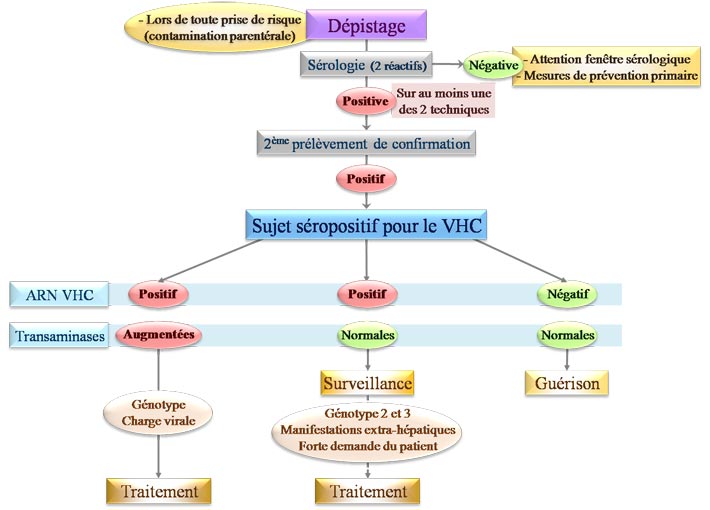 - Lors de toute prise de risque
(contamination parentérale)
Dépistage
Sérologie (2 réactifs)
Négative
- Attention fenêtre sérologique
- Mesures de prévention primaire
Positive
Sur au moins une
des 2 techniques
2ème prélèvement de confirmation
Positif
Sujet séropositif pour le VHC
ARN VHC
Positif
Positif
Négatif
Transaminases
Augmentées
Normales
Normales
Surveillance
Guérison
Génotype
Charge virale
Génotype 2 et 3
Manifestations extra-hépatiques
Forte demande du patient
Traitement
Traitement